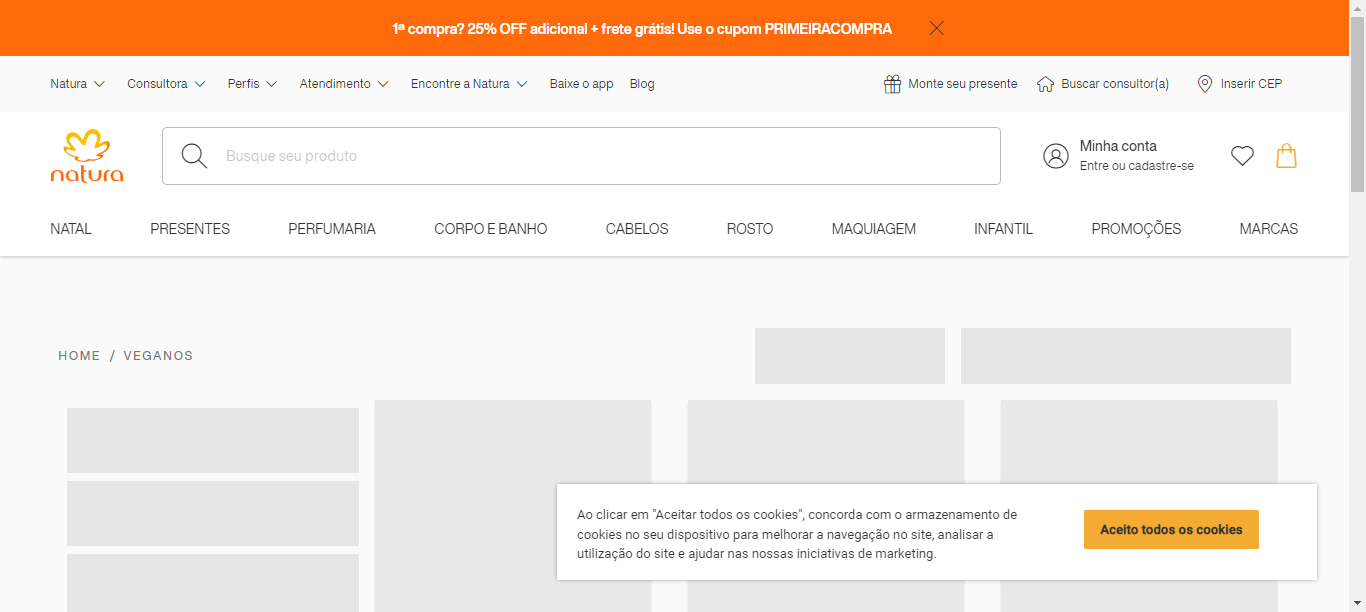 1ª compra? 25% OFF adicional + frete grátis! Use o cupom PRIMEIRACOMPRA
Natura Consultora Perfis Atendimento Encontre a Natura Baixe o app Blog Monte seu presente Buscar consultor(a) Inserir CEP
natura
Busque seu produto
Minha conta
Entre ou cadastre-se
NATAL PRESENTES PERFUMARIA CORPO E BANHO CABELOS ROSTO MAQUIAGEM INFANTIL PROMOÇÕES MARCAS
HOME / VEGANOS
Ao clicar em "Aceitar todos os cookies", concorda com o armazenamento de
cookies no seu dispositivo para melhorar a navegação no site, analisar a
utilização do site e ajudar nas nossas iniciativas de marketing.
Aceito todos os cookies